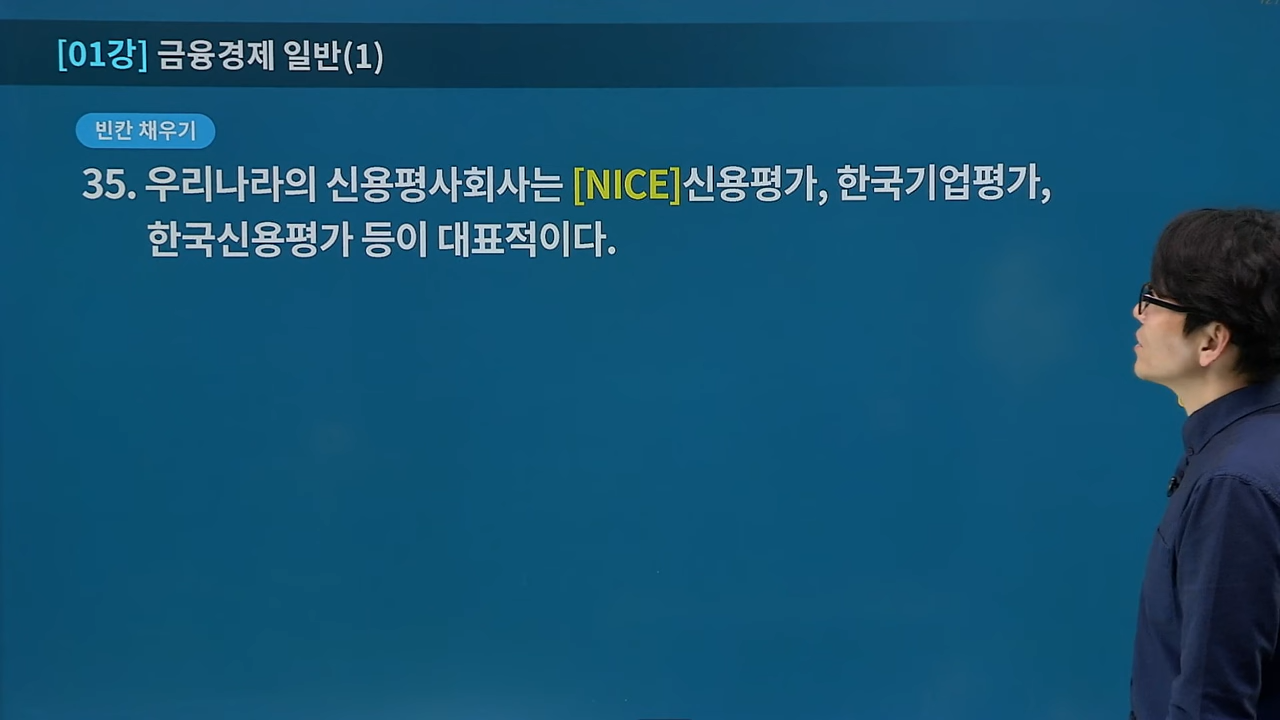 [01강] 금융경제 일반(1)
빈칸 채우기
35. 우리나라의 신용평사회사는 [NICE]신용평가, 한국기업평가,
한국신용평가 등이 대표적이다.